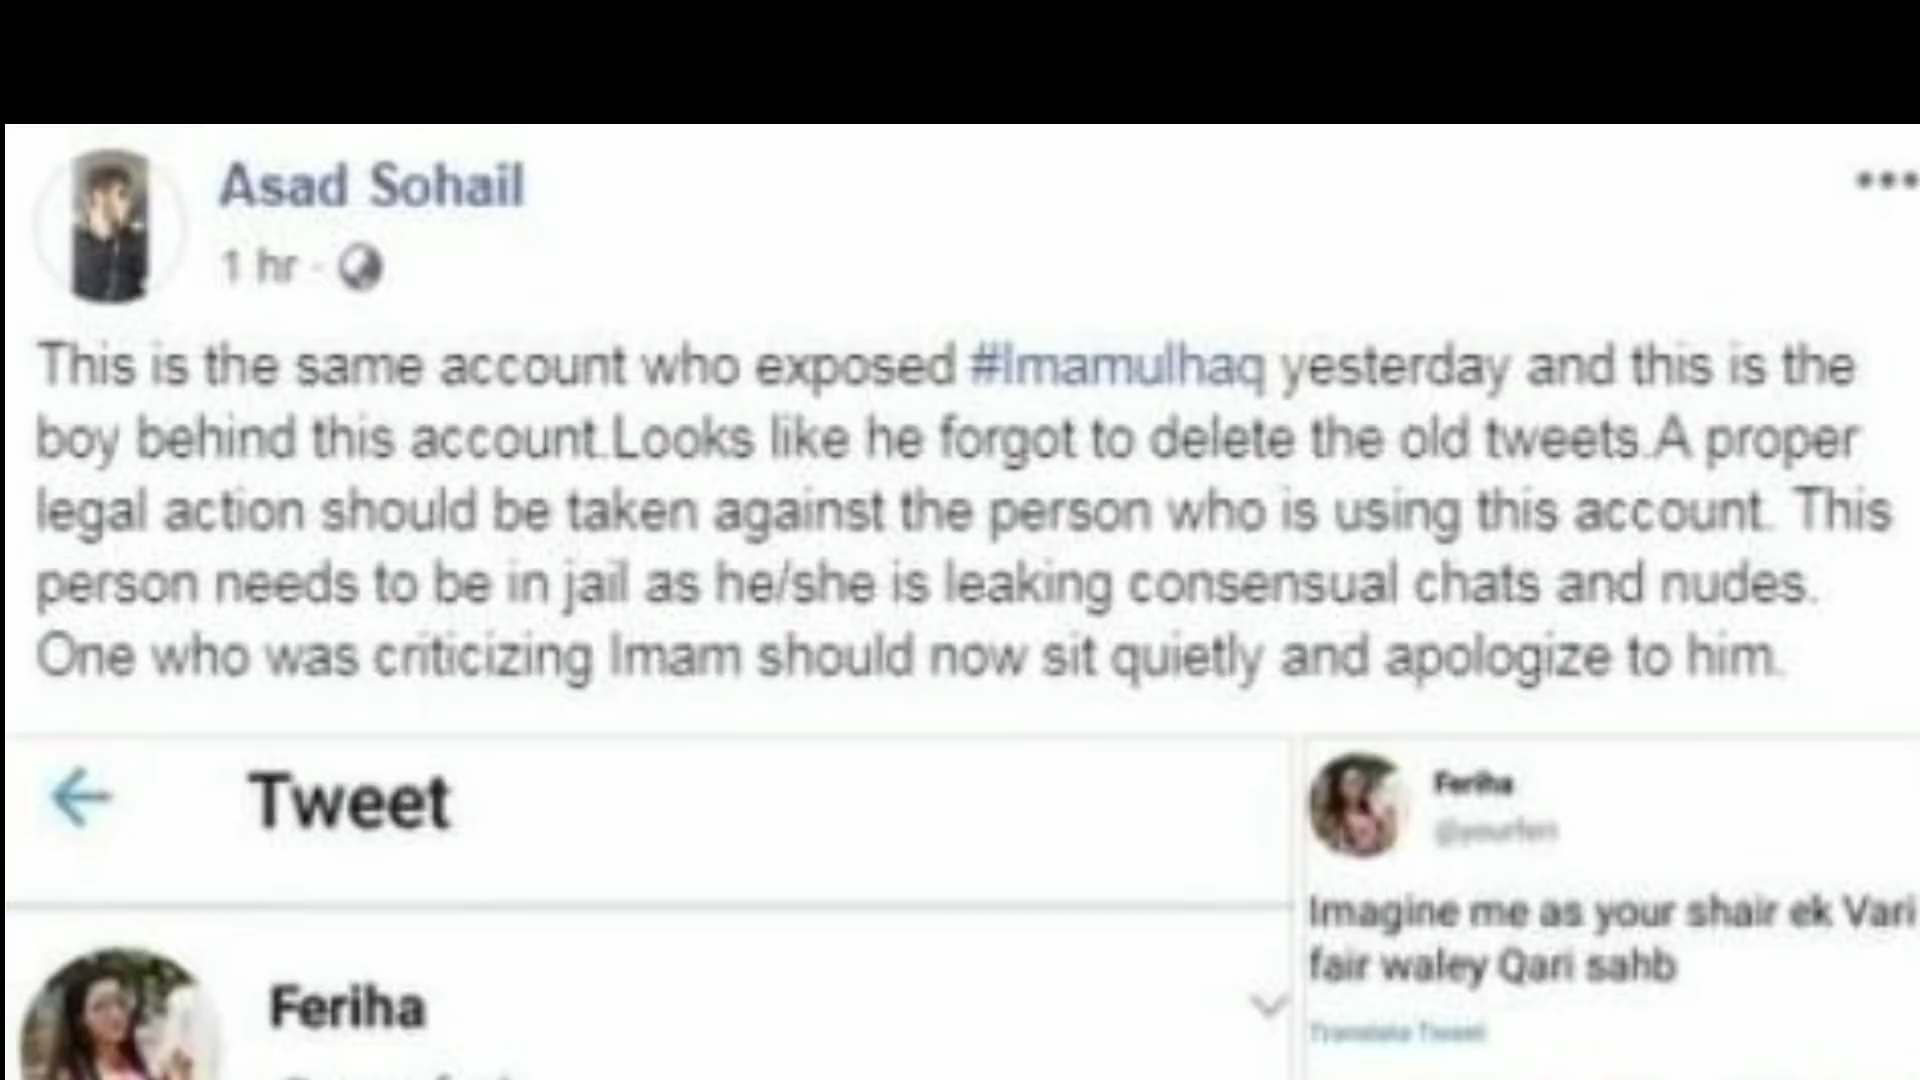 Asad Sohail
1 hr
This is the same account who exposed #Imamulhaq yesterday and this is the
boy behind this account.Looks like he forgot to delete the old tweets.A proper
legal action should be taken against the person who is using this account. This
person needs to be in jail as he/she is leaking consensual chats and nudes.
One who was criticizing Imam should now sit quietly and apologize to him.
Tweet
Feriha
Feriha
Imagine me as your shair ek Vari
fair waley Qari sahb
Translate Tweet